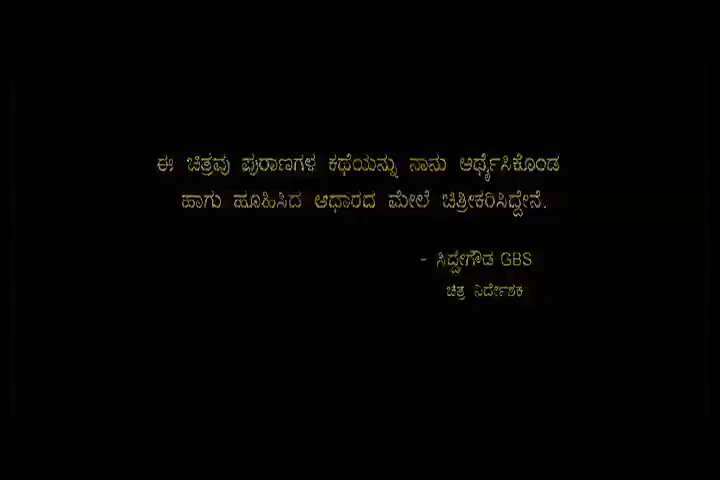 ಈ ಚಿತ್ರವು ಪುರಾಣಗಳ ಕಥೆಯನ್ನು ನಾನು ಅರ್ಥೈಸಿಕೊಂಡ
ಹಾಗು ಊಹಿಸಿದ ಆಧಾರದ ಮೇಲೆ ಚಿತ್ರೀಕರಿಸಿದ್ದೇನೆ.
- ಸಿದ್ದೇಗೌಡ GBS
ಚಿತ್ರ ನಿರ್ದೇಶಕ